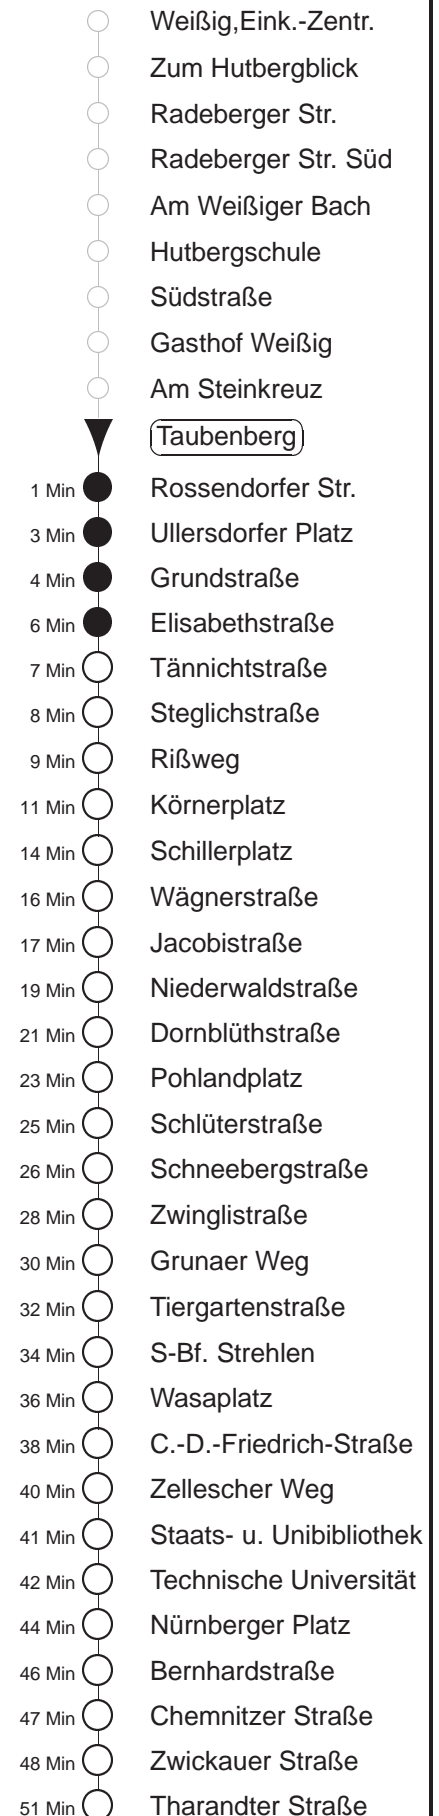 Weißig,Eink.-Zentr.
Zum Hutbergblick
Radeberger Str.
Radeberger Str. Süd
Am Weißiger Bach
Hutbergschule
Südstraße
Gasthof Weißig
Am Steinkreuz
Taubenberg
1 Min Rossendorfer Str.
3 Min Ullersdorfer Platz
4 Min Grundstraße
6 Min Elisabethstraße
7 Min Tännichtstraße
8 Min Steglichstraße
9 Min Rißweg
11 Min Körnerplatz
14 Min Schillerplatz
16 Min Wägnerstraße
17 Min Jacobistraße
19 Min Niederwaldstraße
21 Min Dornblüthstraße
23 Min Pohlandplatz
25 Min Schlüterstraße
26 Min Schneebergstraße
28 Min Zwinglistraße
30 Min Grunaer Weg
32 Min Tiergartenstraße
34 Min S-Bf. Strehlen
36 Min Wasaplatz
38 Min C.-D.-Friedrich-Straße
40 Min Zellescher Weg
41 Min Staats- u. Unibibliothek
42 Min Technische Universität
44 Min Nürnberger Platz
46 Min Bernhardstraße
47 Min Chemnitzer Straße
48 Min Zwickauer Straße
51 Min Tharandter Straße